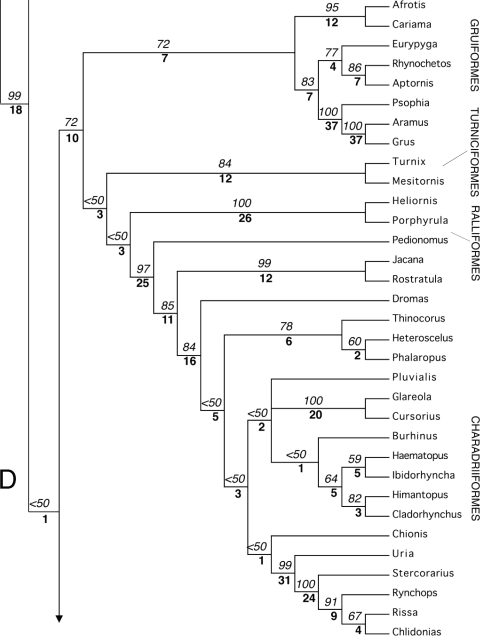 Afrotis
95
12
Cariama
72
7
Eurypyga
77
4
Rhynochetos
86
7
Aptornis
83
7
Psophia
100
37
Aramus
100
37
Grus
GRUIFORMES
99
18
72
10
Turnix
84
12
Mesitornis
TURNICIFORMES
<50
3
Heliornis
100
26
Porphyrula
RALLIFORMES
<50
3
Pedionomus
97
25
Jacana
99
12
Rostratula
85
11
Dromas
84
16
Thinocorus
78
6
Heteroscelus
60
2
Phalaropus
<50
5
Pluvialis
<50
2
Glareola
100
20
Cursorius
Burhinus
<50
1
Haematopus
59
5
Ibidorhyncha
64
5
Himantopus
82
3
Cladorhynchus
CHARADRIIFORMES
<50
3
D
<50
1
Chionis
<50
1
Uria
99
31
Stercorarius
100
24
Rynchops
91
9
Rissa
67
4
Chlidonias